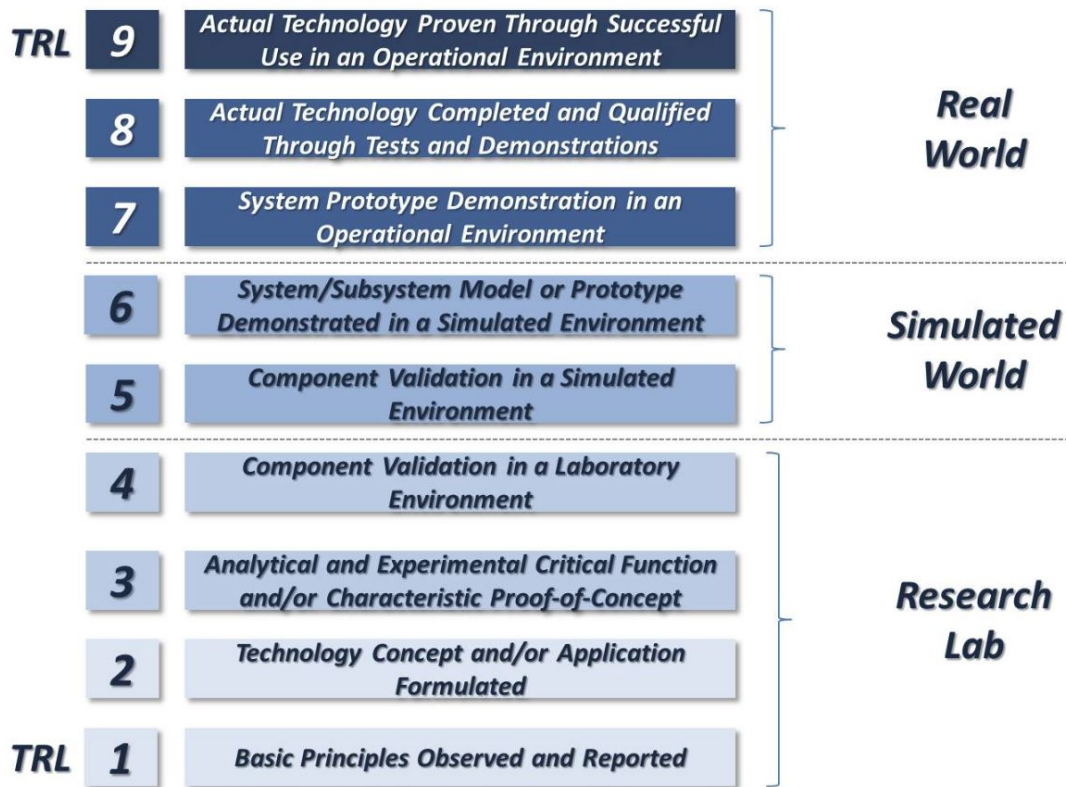 TRL 9 Actual Technology Proven Through Successful
Use in an Operational Environment
8 Actual Technology Completed and Qualified
Through Tests and Demonstrations
7 System Prototype Demonstration in an
Operational Environment
Real
World
6 System/Subsystem Model or Prototype
Demonstrated in a Simulated Environment
5 Component Validation in a Simulated
Environment
Simulated
World
4 Component Validation in a Laboratory
Environment
3 Analytical and Experimental Critical Function
and/or Characteristic Proof-of-Concept
2 Technology Concept and/or Application
Formulated
TRL 1 Basic Principles Observed and Reported
Research
Lab